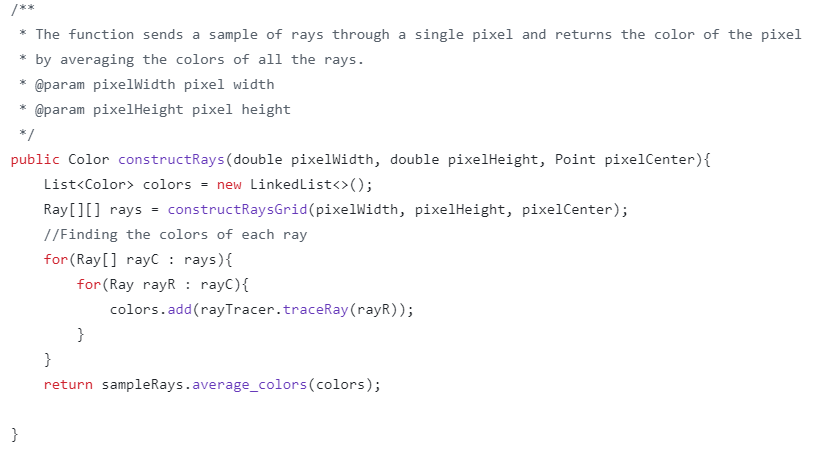 /**
 * The function sends a sample of rays through a single pixel and returns the color of the pixel
 * by averaging the colors of all the rays.
 * @param pixelWidth pixel width
 * @param pixelHeight pixel height
 */
public Color constructRays(double pixelWidth, double pixelHeight, Point pixelCenter){
    List<Color> colors = new LinkedList<>();
    Ray[][] rays = constructRaysGrid(pixelWidth, pixelHeight, pixelCenter);
    //Finding the colors of each ray
    for(Ray[] rayC : rays){
        for(Ray rayR : rayC){
            colors.add(rayTracer.traceRay(rayR));
        }
    }
    return sampleRays.average_colors(colors);

}